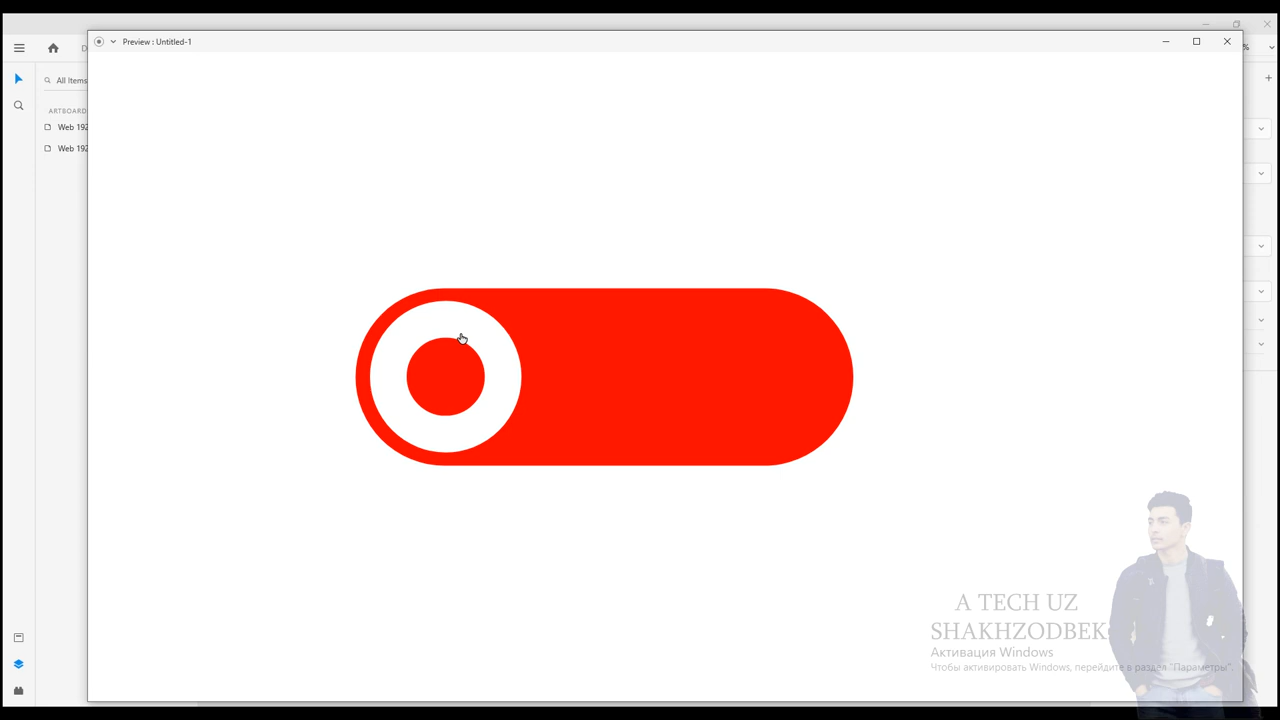 Preview : Untitled-1
%
All Items
ARTBOARD
Web 192
Web 192
A TECH UZ
SHAKHZODBEK
Активация Windows
Чтобы активировать Windows, перейдите в раздел "Параметры".